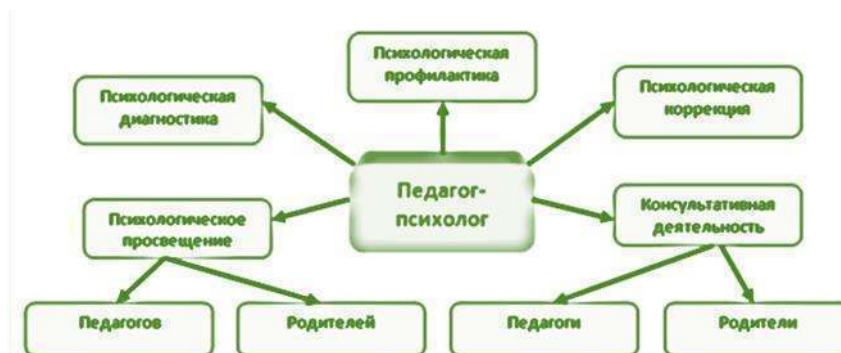 Психологическая
профилактика
Психологическая
диагностика
Психологическая
коррекция
Педагог-
психолог
Психологическое
просвещение
Консультативная
деятельность
Педагогов
Родителей
Педагоги
Родители